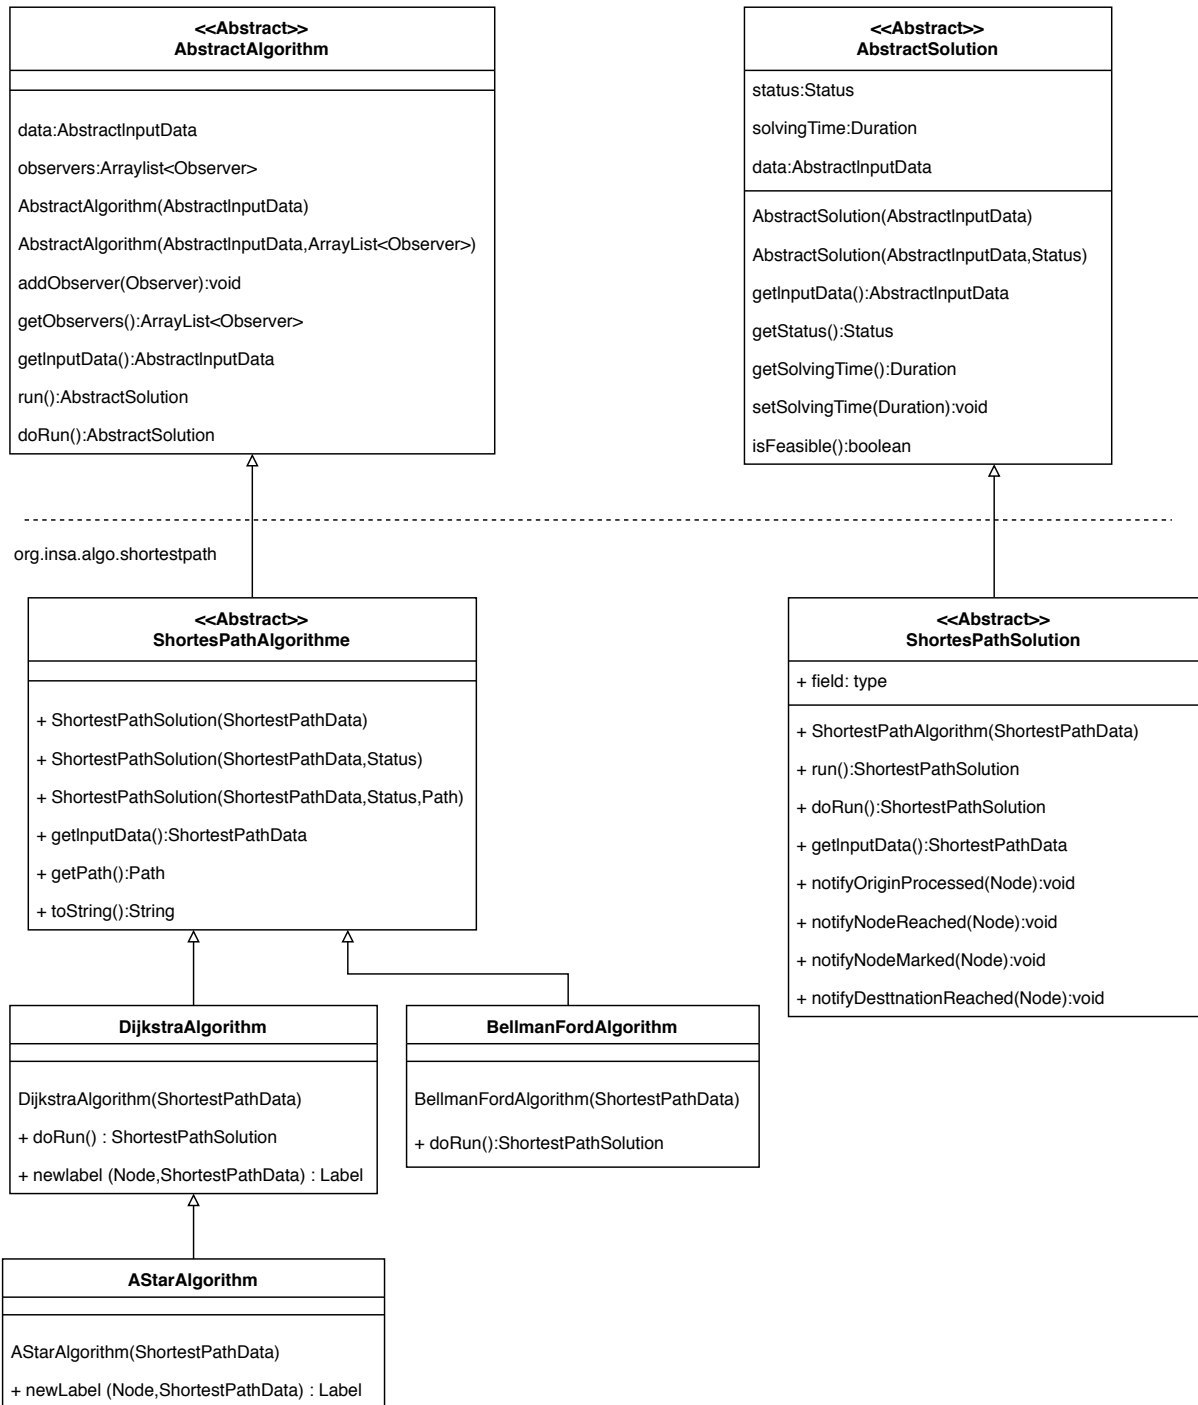 <<Abstract>>
AbstractAlgorithm
data:AbstractInputData
observers:Arraylist<Observer>
AbstractAlgorithm(AbstractInputData)
AbstractAlgorithm(AbstractInputData,ArrayList<Observer>)
addObserver(Observer):void
getObservers():ArrayList<Observer>
getInputData():AbstractInputData
run():AbstractSolution
doRun():AbstractSolution
<<Abstract>>
AbstractSolution
status:Status
solvingTime:Duration
data:AbstractInputData
AbstractSolution(AbstractInputData)
AbstractSolution(AbstractInputData,Status)
getInputData():AbstractInputData
getStatus():Status
getSolvingTime():Duration
setSolvingTime(Duration):void
isFeasible():boolean
org.insa.algo.shortestpath
<<Abstract>>
ShortesPathAlgorithme
+ ShortestPathSolution(ShortestPathData)
+ ShortestPathSolution(ShortestPathData,Status)
+ ShortestPathSolution(ShortestPathData,Status,Path)
+ getInputData():ShortestPathData
+ getPath():Path
+ toString():String
<<Abstract>>
ShortesPathSolution
+ field: type
+ ShortestPathAlgorithm(ShortestPathData)
+ run():ShortestPathSolution
+ doRun():ShortestPathSolution
+ getInputData():ShortestPathData
+ notifyOriginProcessed(Node):void
+ notifyNodeReached(Node):void
+ notifyNodeMarked(Node):void
+ notifyDesttnationReached(Node):void
DijkstraAlgorithm
DijkstraAlgorithm(ShortestPathData)
+ doRun() : ShortestPathSolution
+ newlabel (Node,ShortestPathData) : Label
BellmanFordAlgorithm
BellmanFordAlgorithm(ShortestPathData)
+ doRun():ShortestPathSolution
AStarAlgorithm
AStarAlgorithm(ShortestPathData)
+ newLabel (Node,ShortestPathData) : Label